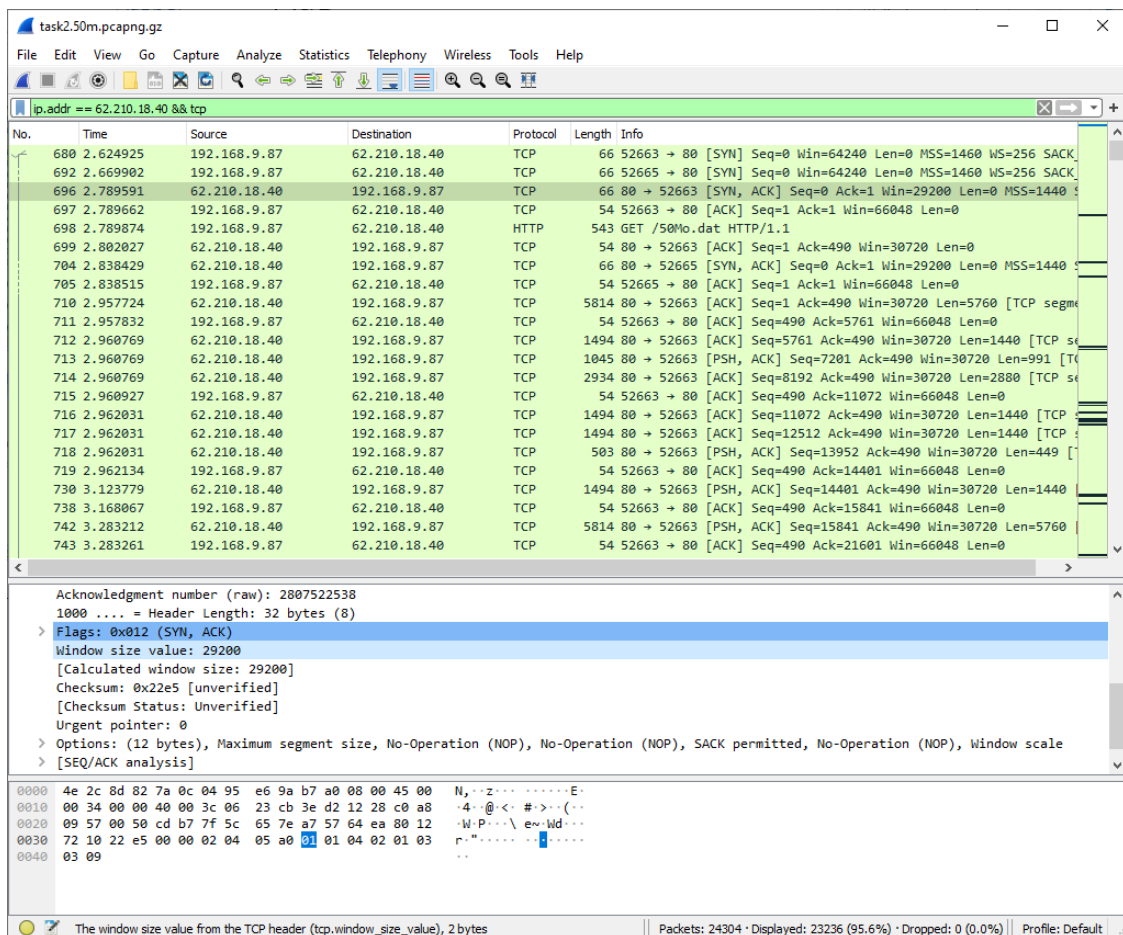 task2.50m.pcapng.gz
File Edit View Go Capture Analyze Statistics Telephony Wireless Tools Help
ip.addr == 62.210.18.40 && tcp
No. Time Source Destination Protocol Length Info
680 2.624925 192.168.9.87 62.210.18.40 TCP 66 52663 → 80 [SYN] Seq=0 Win=64240 Len=0 MSS=1460 WS=256 SACK_
692 2.669902 192.168.9.87 62.210.18.40 TCP 66 52665 → 80 [SYN] Seq=0 Win=64240 Len=0 MSS=1460 WS=256 SACK_
696 2.789591 62.210.18.40 192.168.9.87 TCP 66 80 → 52663 [SYN, ACK] Seq=0 Ack=1 Win=29200 Len=0 MSS=1440
697 2.789662 192.168.9.87 62.210.18.40 TCP 54 52663 → 80 [ACK] Seq=1 Ack=1 Win=66048 Len=0
698 2.789874 192.168.9.87 62.210.18.40 HTTP 543 GET /50Mo.dat HTTP/1.1
699 2.802027 62.210.18.40 192.168.9.87 TCP 54 80 → 52663 [ACK] Seq=1 Ack=490 Win=30720 Len=0
704 2.838429 62.210.18.40 192.168.9.87 TCP 66 80 → 52665 [SYN, ACK] Seq=0 Ack=1 Win=29200 Len=0 MSS=1440
705 2.838515 192.168.9.87 62.210.18.40 TCP 54 52665 → 80 [ACK] Seq=1 Ack=1 Win=66048 Len=0
710 2.957724 62.210.18.40 192.168.9.87 TCP 5814 80 → 52663 [ACK] Seq=1 Ack=490 Win=30720 Len=5760 [TCP segme
711 2.957832 192.168.9.87 62.210.18.40 TCP 54 52663 → 80 [ACK] Seq=490 Ack=5761 Win=66048 Len=0
712 2.960769 62.210.18.40 192.168.9.87 TCP 1494 80 → 52663 [ACK] Seq=5761 Ack=490 Win=30720 Len=1440 [TCP se
713 2.960769 62.210.18.40 192.168.9.87 TCP 1045 80 → 52663 [PSH, ACK] Seq=7201 Ack=490 Win=30720 Len=991 [TC
714 2.960769 62.210.18.40 192.168.9.87 TCP 2934 80 → 52663 [ACK] Seq=8192 Ack=490 Win=30720 Len=2880 [TCP se
715 2.960927 192.168.9.87 62.210.18.40 TCP 54 52663 → 80 [ACK] Seq=490 Ack=11072 Win=66048 Len=0
716 2.962031 62.210.18.40 192.168.9.87 TCP 1494 80 → 52663 [ACK] Seq=11072 Ack=490 Win=30720 Len=1440 [TCP
717 2.962031 62.210.18.40 192.168.9.87 TCP 1494 80 → 52663 [ACK] Seq=12512 Ack=490 Win=30720 Len=1440 [TCP
718 2.962031 62.210.18.40 192.168.9.87 TCP 503 80 → 52663 [PSH, ACK] Seq=13952 Ack=490 Win=30720 Len=449 [
719 2.962134 192.168.9.87 62.210.18.40 TCP 54 52663 → 80 [ACK] Seq=490 Ack=14401 Win=66048 Len=0
730 3.123779 62.210.18.40 192.168.9.87 TCP 1494 80 → 52663 [PSH, ACK] Seq=14401 Ack=490 Win=30720 Len=1440
738 3.168067 192.168.9.87 62.210.18.40 TCP 54 52663 → 80 [ACK] Seq=490 Ack=15841 Win=66048 Len=0
742 3.283212 62.210.18.40 192.168.9.87 TCP 5814 80 → 52663 [PSH, ACK] Seq=15841 Ack=490 Win=30720 Len=5760 [
743 3.283261 192.168.9.87 62.210.18.40 TCP 54 52663 → 80 [ACK] Seq=490 Ack=21601 Win=66048 Len=0
Acknowledgment number (raw): 2807522538
1000 .... = Header Length: 32 bytes (8)
Flags: 0x012 (SYN, ACK)
Window size value: 29200
[Calculated window size: 29200]
Checksum: 0x22e5 [unverified]
[Checksum Status: Unverified]
Urgent pointer: 0
Options: (12 bytes), Maximum segment size, No-Operation (NOP), No-Operation (NOP), SACK permitted, No-Operation (NOP), Window scale
[SEQ/ACK analysis]
0000 4e 2c 8d 82 7a 0c 04 95 e6 9a b7 a0 08 00 45 00 N,··z··· ······E·
0010 00 34 00 00 40 00 3c 06 23 cb 3e d2 12 28 c0 a8 ·4··@·<· #·>··(··
0020 09 57 00 50 cd b7 7f 5c 65 7e a7 57 64 ea 80 12 ·W·P···\ e~·Wd···
0030 72 10 22 e5 00 00 02 04 05 a0 01 01 04 02 01 03 r·"····· ········
0040 03 09 ··
The window size value from the TCP header (tcp.window_size_value), 2 bytes Packets: 24304 · Displayed: 23236 (95.6%) · Dropped: 0 (0.0%) Profile: Default